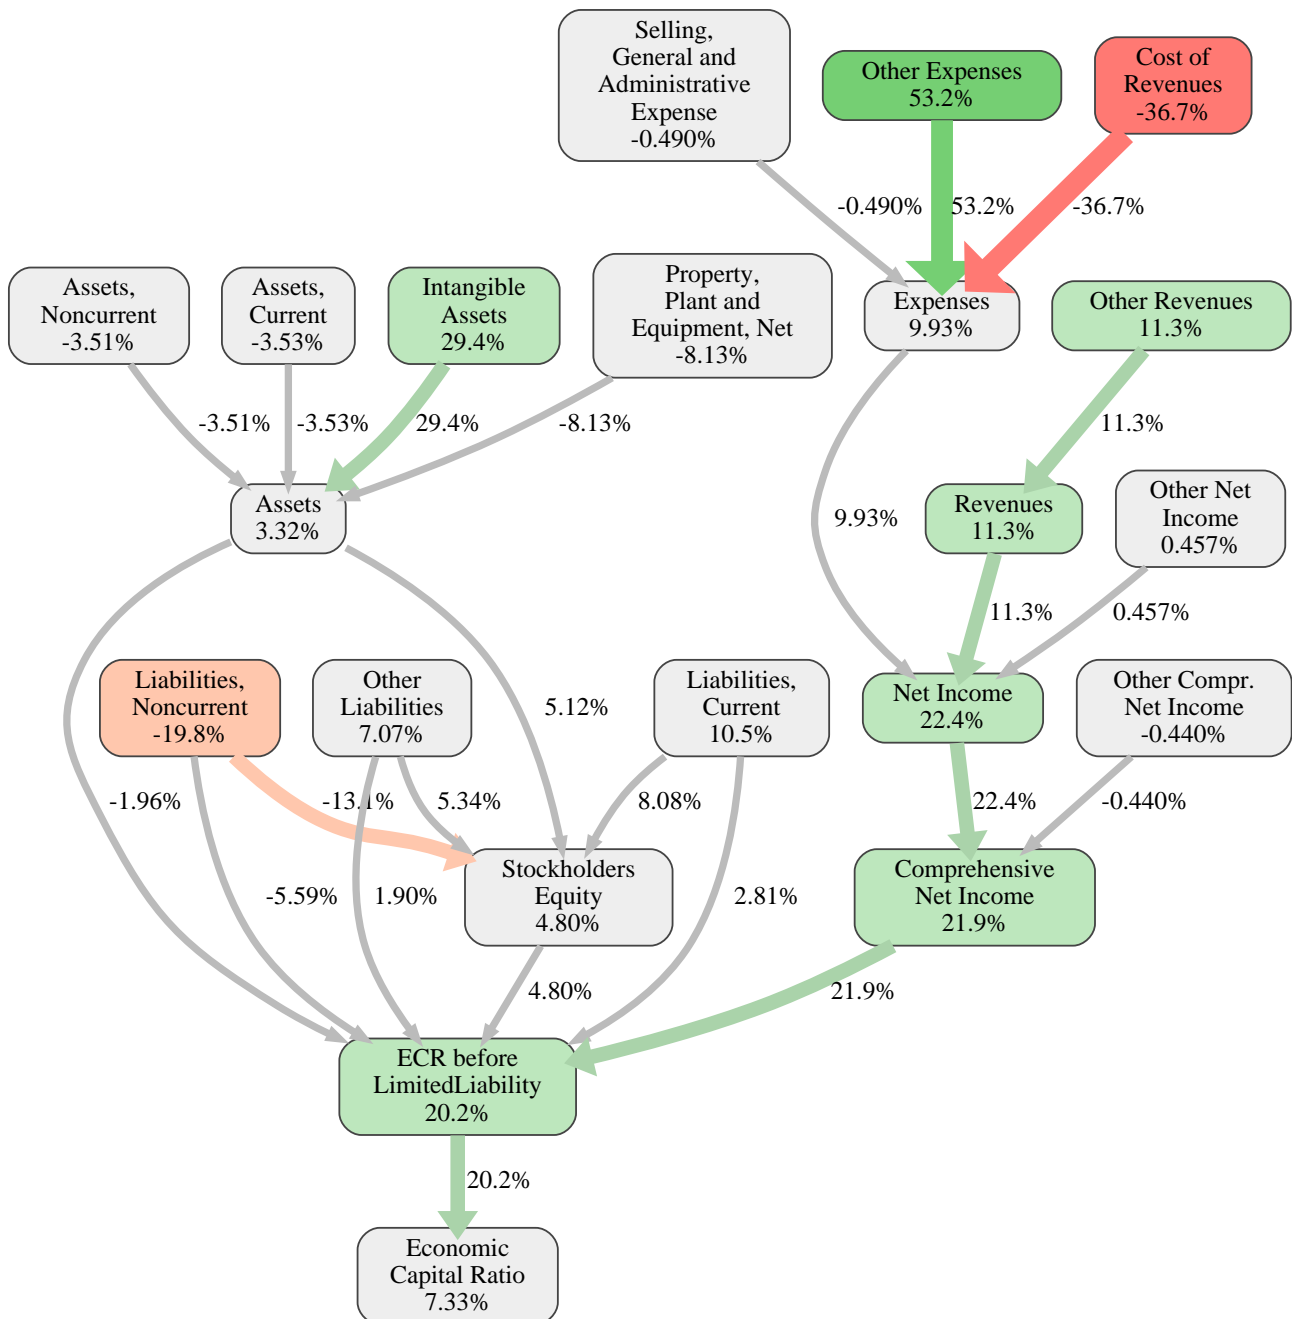 Selling,
General and
Administrative
Expense
-0.490%
Other Expenses
53.2%
Cost of
Revenues
-36.7%
-0.490%
53.2%
-36.7%
Assets,
Noncurrent
-3.51%
Assets,
Current
-3.53%
Intangible
Assets
29.4%
Property,
Plant and
Equipment, Net
-8.13%
Expenses
9.93%
Other Revenues
11.3%
-3.51%
-3.53%
29.4%
-8.13%
11.3%
Assets
3.32%
9.93%
Revenues
11.3%
Other Net
Income
0.457%
11.3%
0.457%
Liabilities,
Noncurrent
-19.8%
Other
Liabilities
7.07%
5.12%
Liabilities,
Current
10.5%
Net Income
22.4%
Other Compr.
Net Income
-0.440%
-1.96%
-13.1%
5.34%
8.08%
22.4%
-0.440%
-5.59%
1.90%
Stockholders
Equity
4.80%
2.81%
Comprehensive
Net Income
21.9%
4.80%
21.9%
ECR before
LimitedLiability
20.2%
20.2%
Economic
Capital Ratio
7.33%